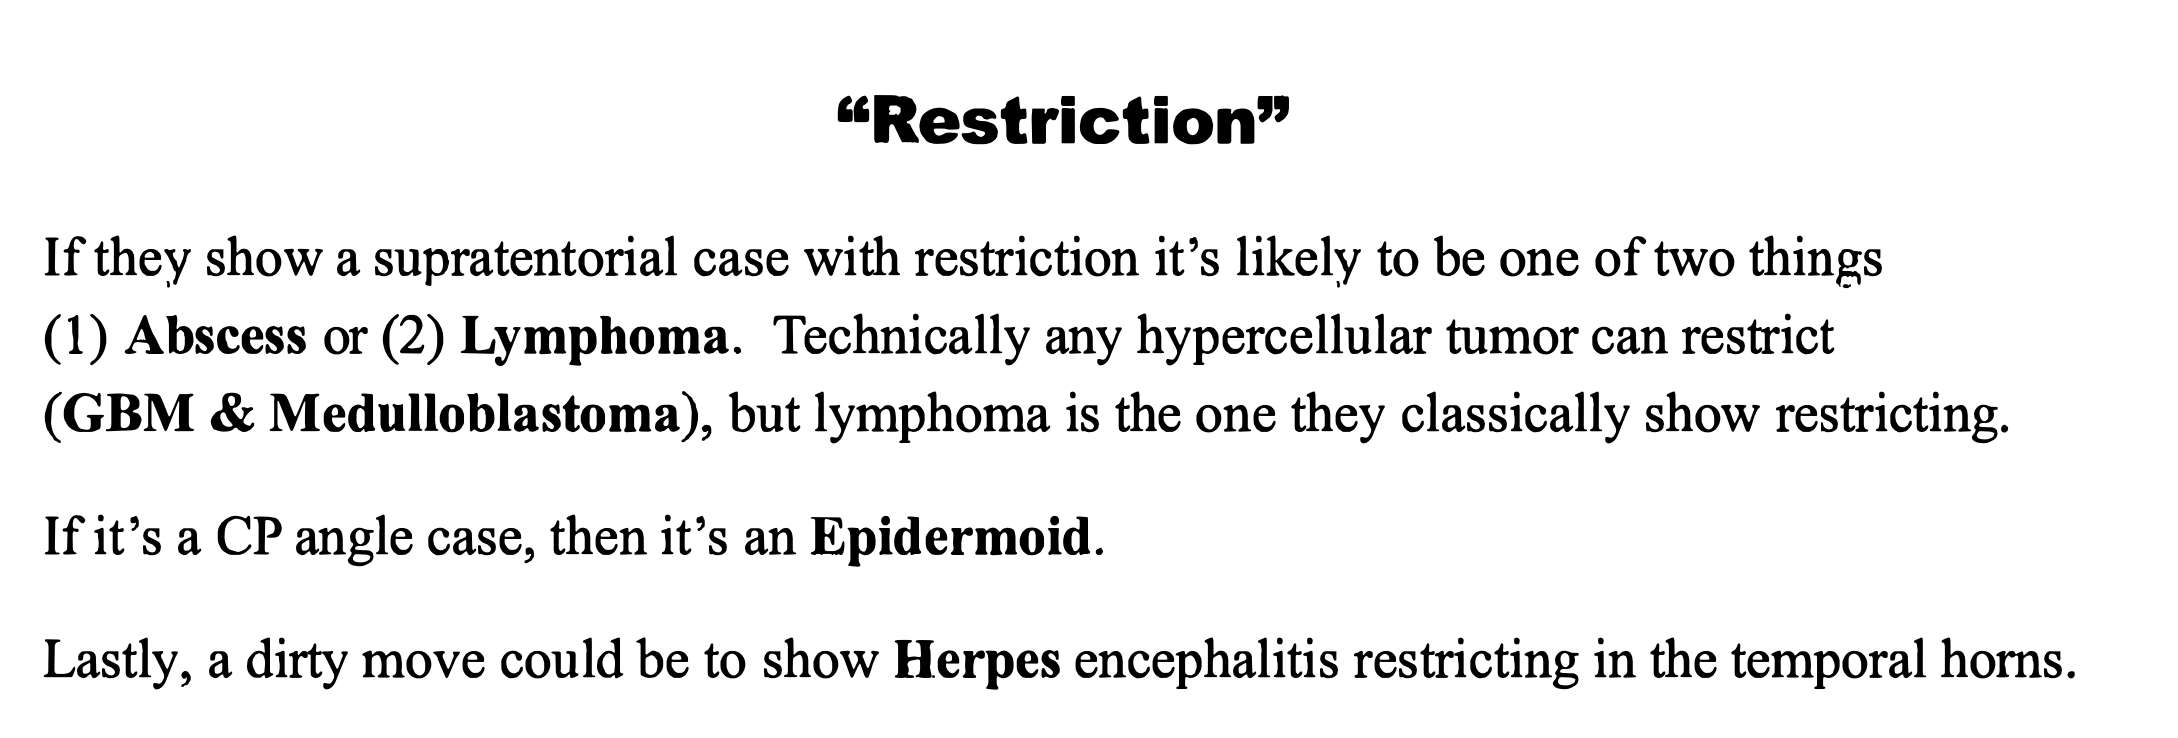 “Restriction”
If they show a supratentorial case with restriction it’s likely to be one of two things
(1) Abscess or (2) Lymphoma.  Technically any hypercellular tumor can restrict
(GBM & Medulloblastoma), but lymphoma is the one they classically show restricting.
If it’s a CP angle case, then it’s an Epidermoid.
Lastly, a dirty move could be to show Herpes encephalitis restricting in the temporal horns.